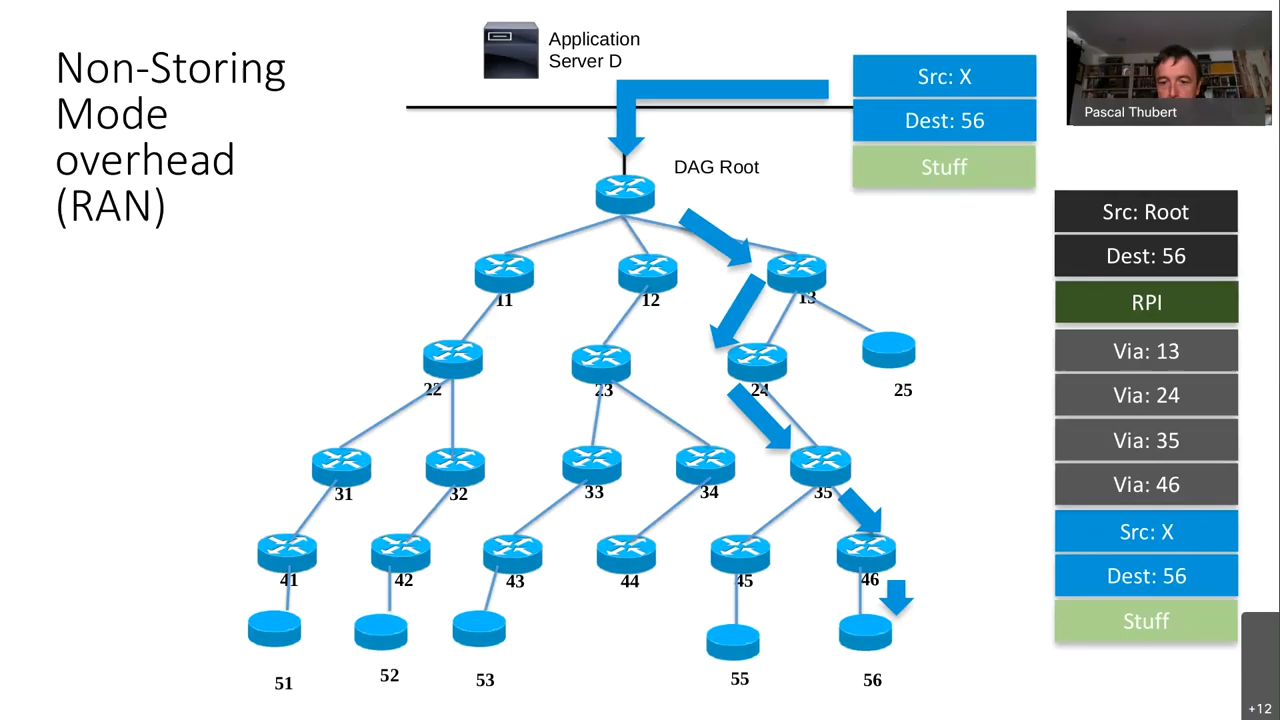 Non-Storing
Mode
overhead
(RAN)
Application
Server D
Src: X
Dest: 56
Stuff
Pascal Thubert
DAG Root
Src: Root
Dest: 56
RPI
Via: 13
Via: 24
Via: 35
Via: 46
Src: X
Dest: 56
Stuff
11
12
13
22
23
24
25
31
32
33
34
35
41
42
43
44
45
46
51
52
53
55
56
+12